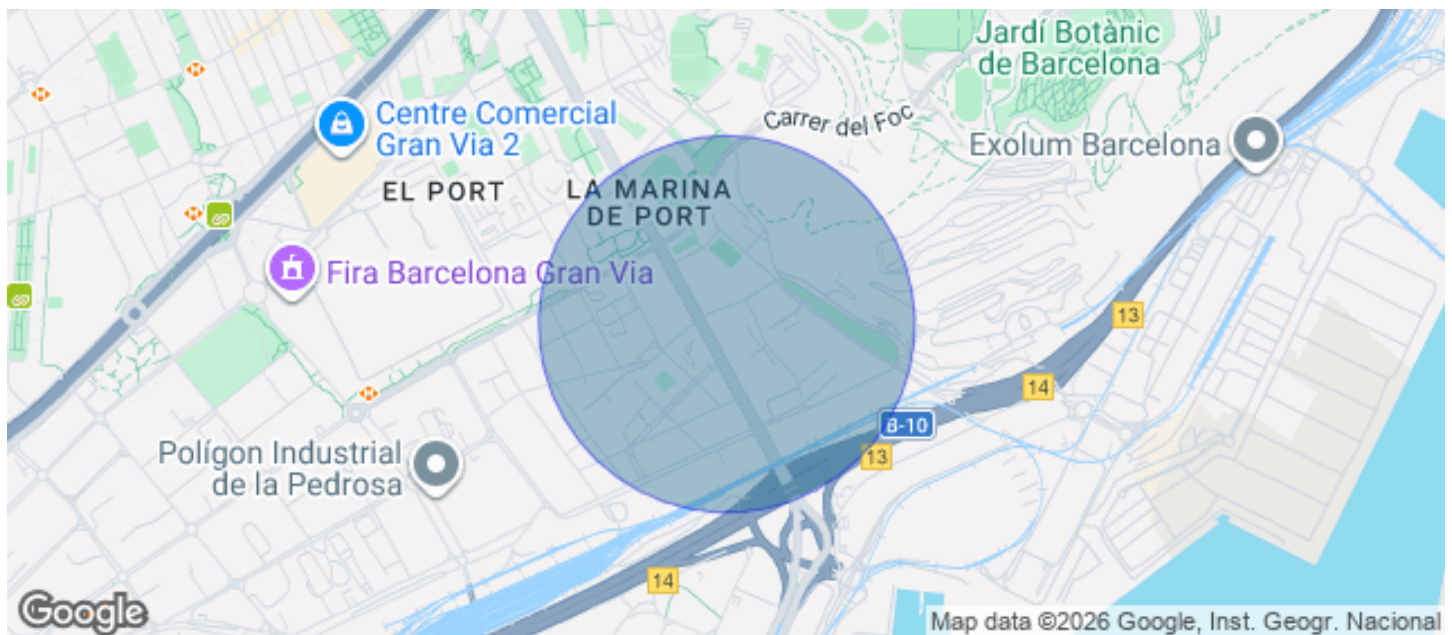 Jardí Botànic
de Barcelona
Carrer del Foc
Centre Comercial
Gran Via 2
Exolum Barcelona
EL PORT
LA MARINA
DE PORT
Fira Barcelona Gran Via
13
14
B-10
13
Polígon Industrial
de la Pedrosa
14
Google
Map data ©2026 Google, Inst. Geogr. Nacional